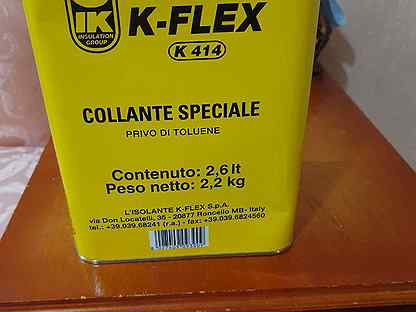 IK
INSULATION
GROUP
K-FLEX
K 414
COLLANTE SPECIALE
PRIVO DI TOLUENE
Contenuto: 2,6 lt
Peso netto: 2,2 kg
L'ISOLANTE K-FLEX S.p.A.
via Don Locatelli, 35 - 20877 Roncello MB - Italy
tel.: +39.039.68241 (r.a.) - fax: +39.039.6824560